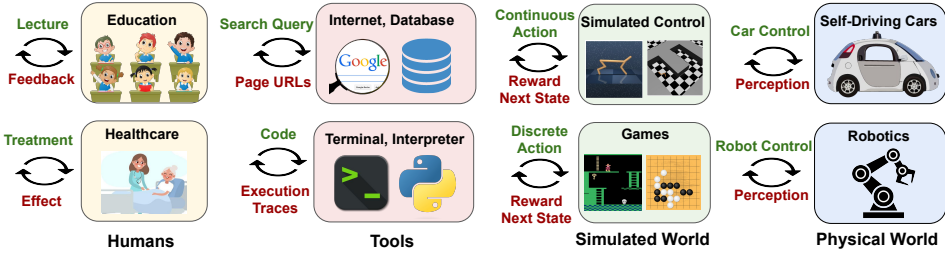 Lecture
Feedback
Education
Search Query
Page URLs
Internet, Database
Google
Continuous
Action
Reward
Next State
Simulated Control
Car Control
Perception
Self-Driving Cars
Treatment
Effect
Healthcare
Code
Execution
Traces
Terminal, Interpreter
>_
Discrete
Action
Reward
Next State
Games
Robot Control
Perception
Robotics
Humans
Tools
Simulated World
Physical World